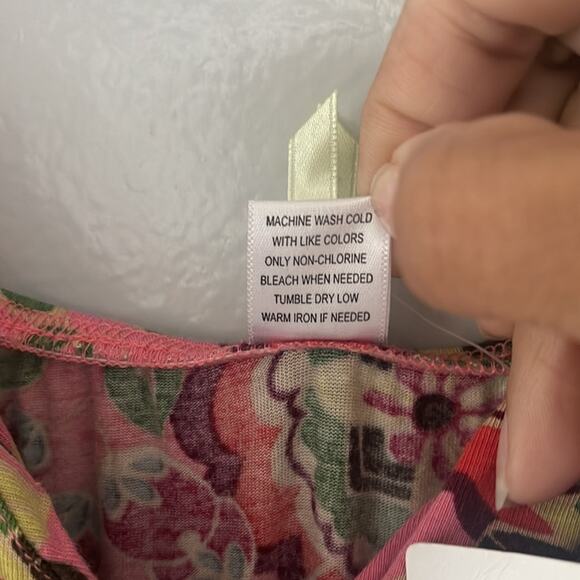 MACHINE WASH COLD
WITH LIKE COLORS
ONLY NON-CHLORINE
BLEACH WHEN NEEDED
TUMBLE DRY LOW
WARM IRON IF NEEDED